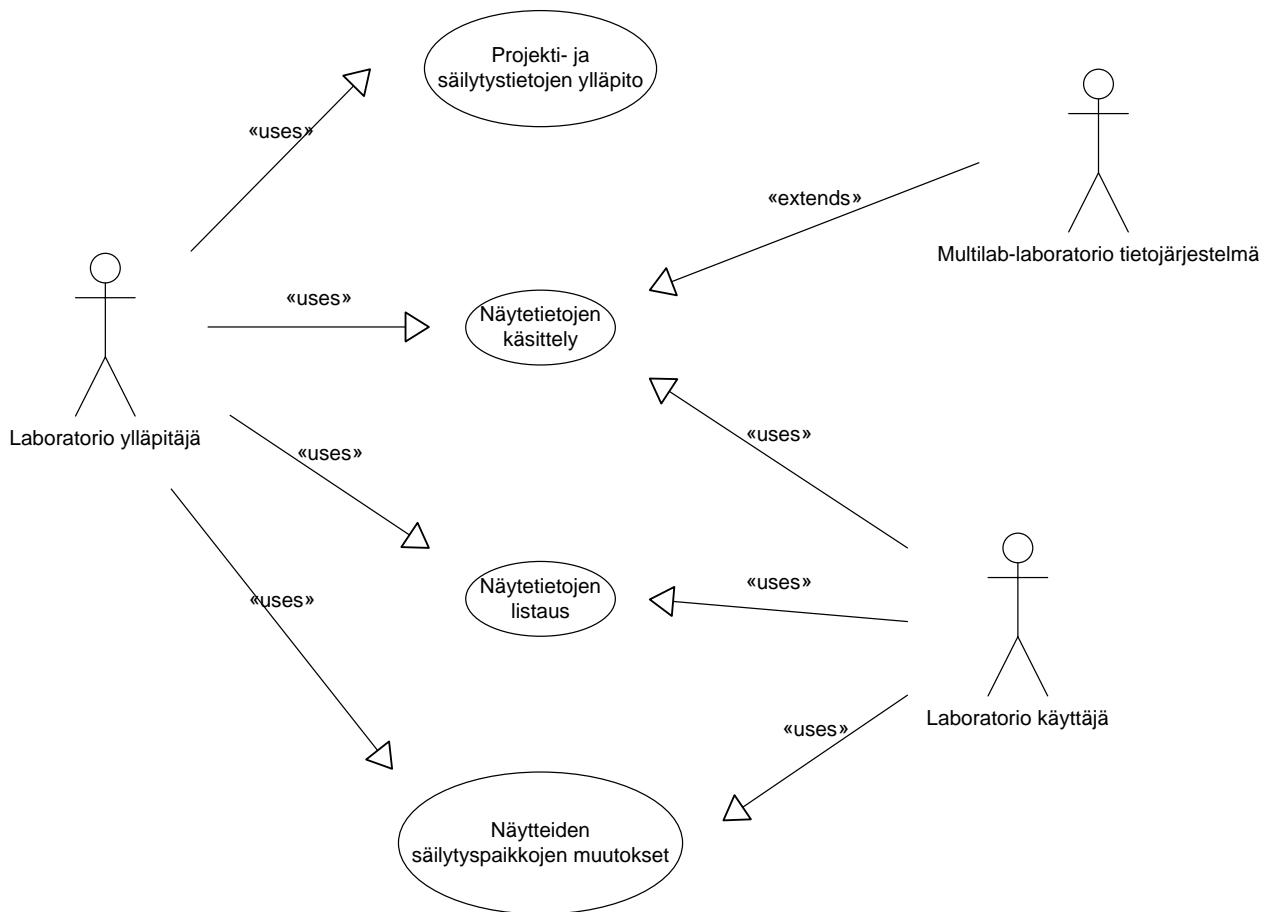 Projekti- ja
säilytystietojen ylläpito
«uses»
«extends»
Multilab-laboratorio tietojärjestelmä
«uses»
Näytetietojen
käsittely
Laboratorio ylläpitäjä
«uses»
«uses»
Näytetietojen
listaus
«uses»
«uses»
Laboratorio käyttäjä
«uses»
Näytteiden
säilytyspaikkojen muutokset